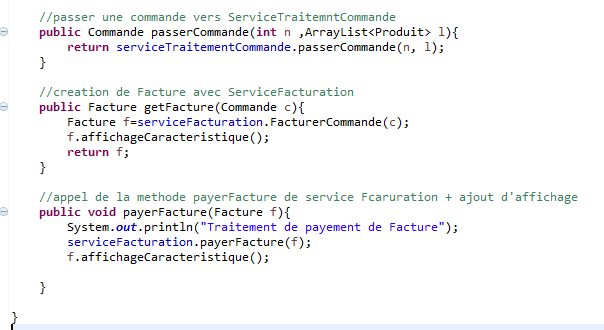 //passer une commande vers ServiceTraitemntCommande
public Commande passerCommande(int n ,ArrayList<Produit> l){
return serviceTraitementCommande.passerCommande(n, l);
}
//creation de Facture avec ServiceFacturation
public Facture getFacture(Commande c){
Facture f=serviceFacturation.FacturerCommande(c);
f.affichageCaracteristique();
return f;
}
//appel de la methode payerFacture de service Fcaruration + ajout d'affichage
public void payerFacture(Facture f){
System.out.println("Traitement de payement de Facture");
serviceFacturation.payerFacture(f);
f.affichageCaracteristique();
}
}